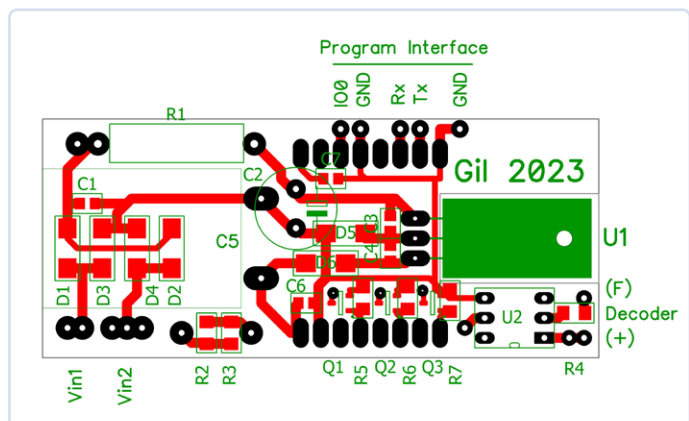 Program Interface
IO0 GND Rx Tx GND
R1
C7
C2
Gil 2023
C1
C3
C5
D5
U1
C4
D6
D1 D3 D4 D2
C6
(F)
U2
Decoder
(+)
Q1 R5 Q2 R6 Q3 R7
R2 R3
R4
Vin1 Vin2